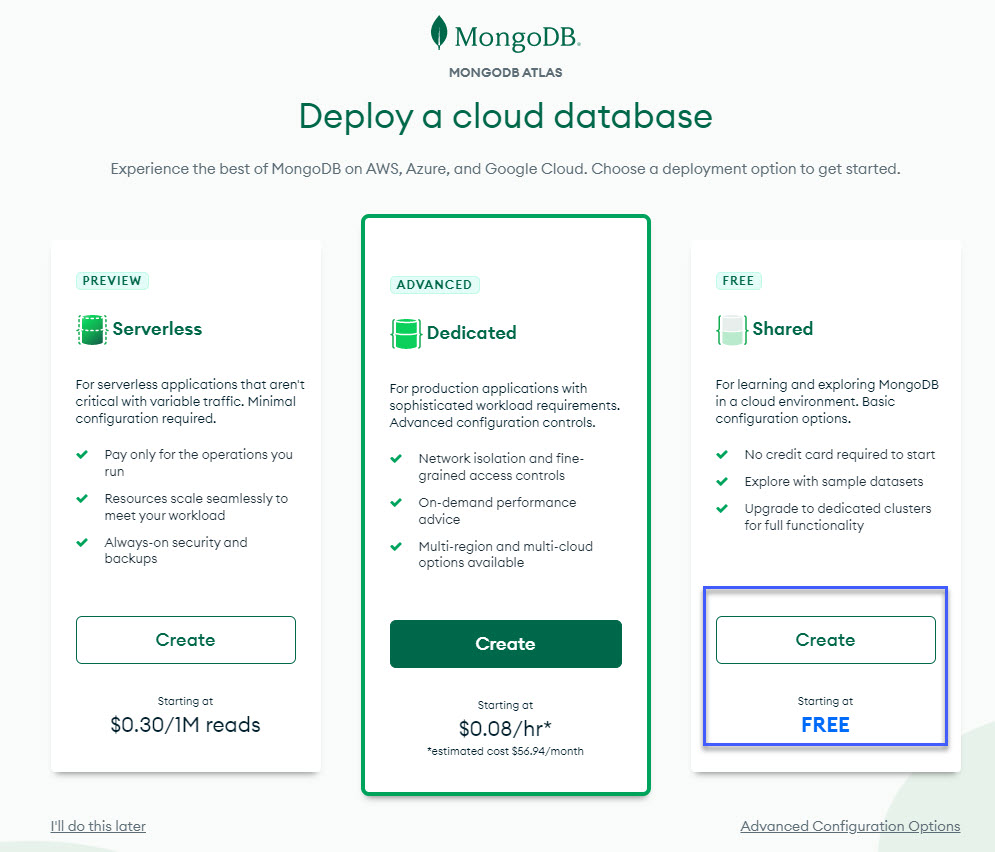 MongoDB.
MONGODB ATLAS
Deploy a cloud database
Experience the best of MongoDB on AWS, Azure, and Google Cloud. Choose a deployment option to get started.
PREVIEW
Serverless
For serverless applications that aren't
critical with variable traffic. Minimal
configuration required.
Pay only for the operations you
run
Resources scale seamlessly to
meet your workload
Always-on security and
backups
Create
Starting at
$0.30/1M reads
ADVANCED
Dedicated
For production applications with
sophisticated workload requirements.
Advanced configuration controls.
Network isolation and fine-
grained access controls
On-demand performance
advice
Multi-region and multi-cloud
options available
Create
Starting at
$0.08/hr*
*estimated cost $56.94/month
FREE
Shared
For learning and exploring MongoDB
in a cloud environment. Basic
configuration options.
No credit card required to start
Explore with sample datasets
Upgrade to dedicated clusters
for full functionality
Create
Starting at
FREE
I'll do this later
Advanced Configuration Options